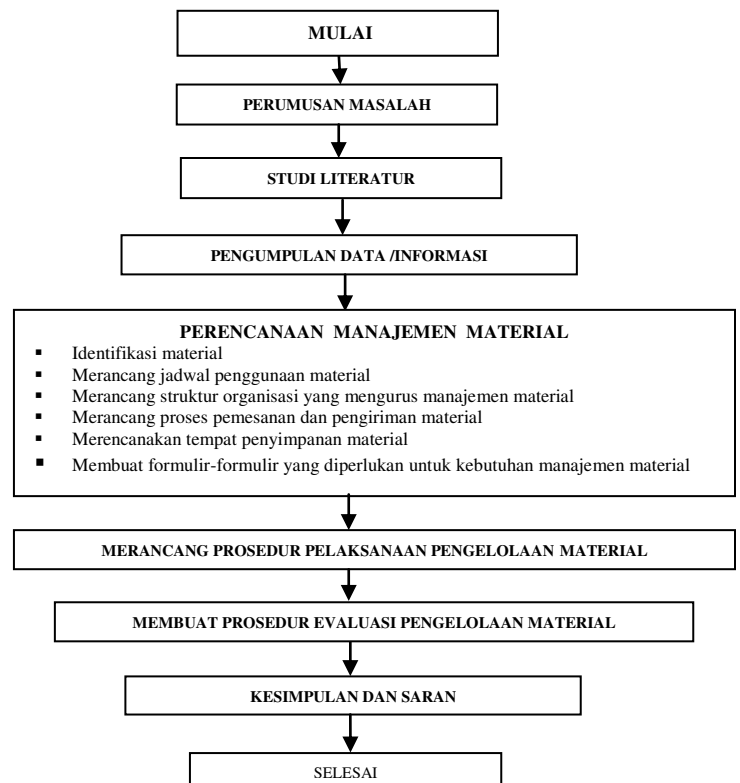 MULAI
PERUMUSAN MASALAH
STUDI LITERATUR
PENGUMPULAN DATA /INFORMASI
PERENCANAAN MANAJEMEN MATERIAL
▪ Identifikasi material
▪ Merancang jadwal penggunaan material
▪ Merancang struktur organisasi yang mengurus manajemen material
▪ Merancang proses pemesanan dan pengiriman material
▪ Merencanakan tempat penyimpanan material
▪ Membuat formulir-formulir yang diperlukan untuk kebutuhan manajemen material
MERANCANG PROSEDUR PELAKSANAAN PENGELOLAAN MATERIAL
MEMBUAT PROSEDUR EVALUASI PENGELOLAAN MATERIAL
KESIMPULAN DAN SARAN
SELESAI